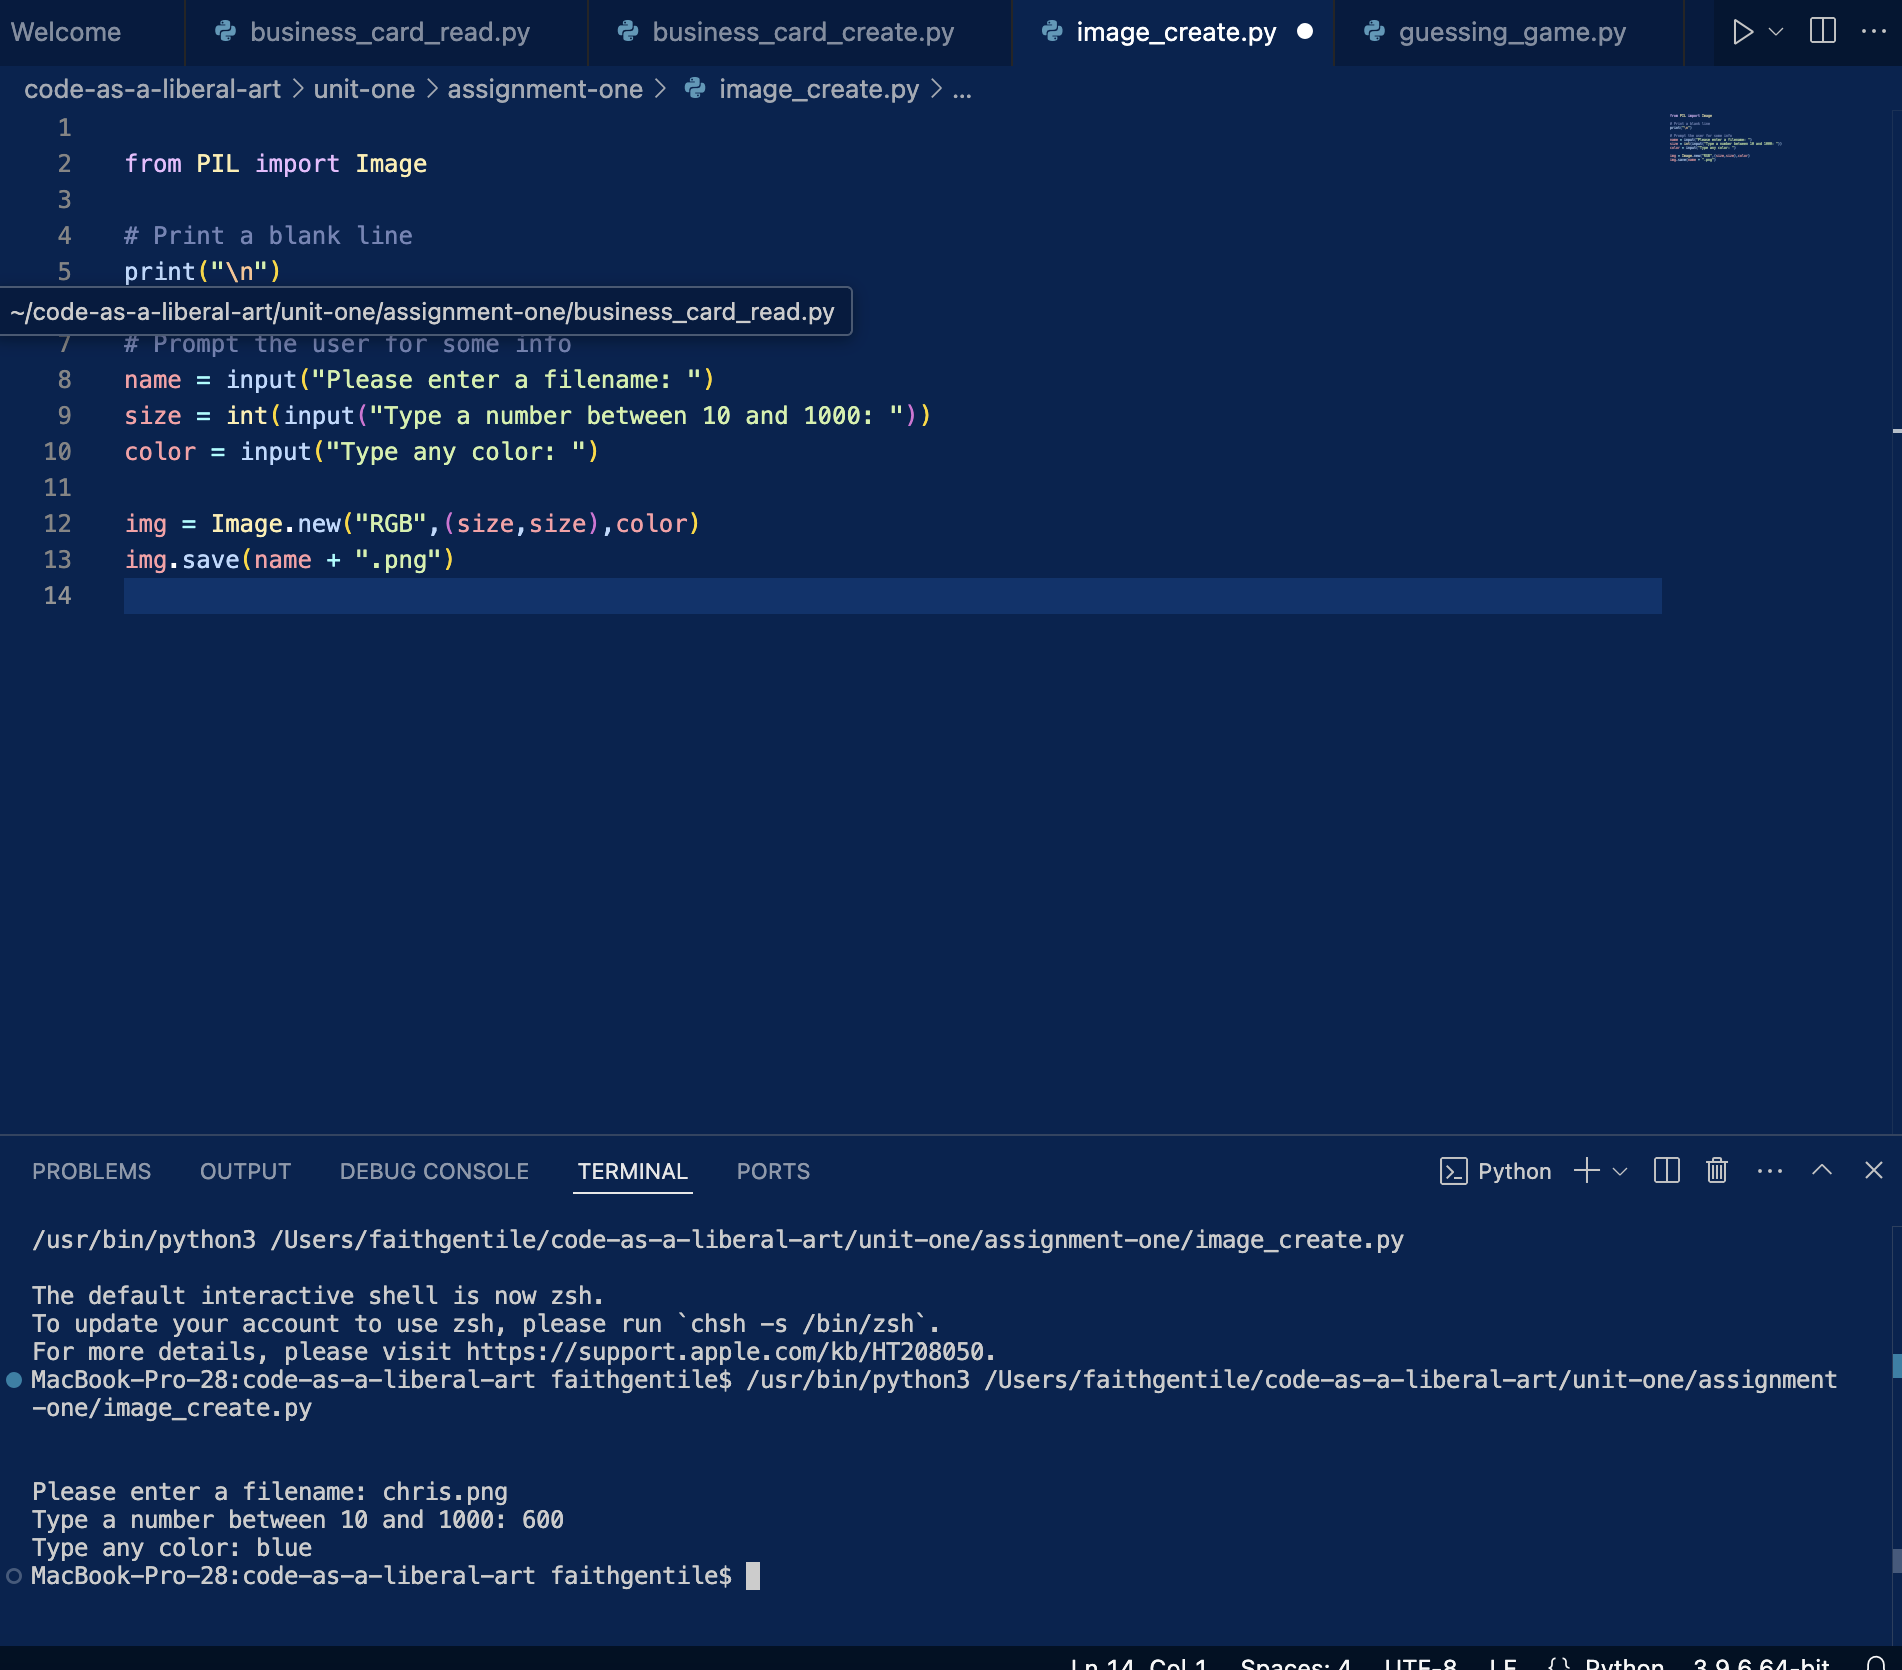 Welcome business_card_read.py business_card_create.py image_create.py guessing_game.py
code-as-a-liberal-art > unit-one > assignment-one > image_create.py > ...
1
2 from PIL import Image
3
4 # Print a blank line
5 print("\n")
~/code-as-a-liberal-art/unit-one/assignment-one/business_card_read.py
7 # Prompt the user for some info
8 name = input("Please enter a filename: ")
9 size = int(input("Type a number between 10 and 1000: "))
10 color = input("Type any color: ")
11
12 img = Image.new("RGB",(size,size),color)
13 img.save(name + ".png")
14
PROBLEMS OUTPUT DEBUG CONSOLE TERMINAL PORTS Python
/usr/bin/python3 /Users/faithgentile/code-as-a-liberal-art/unit-one/assignment-one/image_create.py
The default interactive shell is now zsh.
To update your account to use zsh, please run `chsh -s /bin/zsh`.
For more details, please visit https://support.apple.com/kb/HT208050.
MacBook-Pro-28:code-as-a-liberal-art faithgentile$ /usr/bin/python3 /Users/faithgentile/code-as-a-liberal-art/unit-one/assignment
-one/image_create.py
Please enter a filename: chris.png
Type a number between 10 and 1000: 600
Type any color: blue
MacBook-Pro-28:code-as-a-liberal-art faithgentile$
Ln 14, Col 1 Spaces: 4 UTF-8 LF {} Python 3.9.6 64-bit